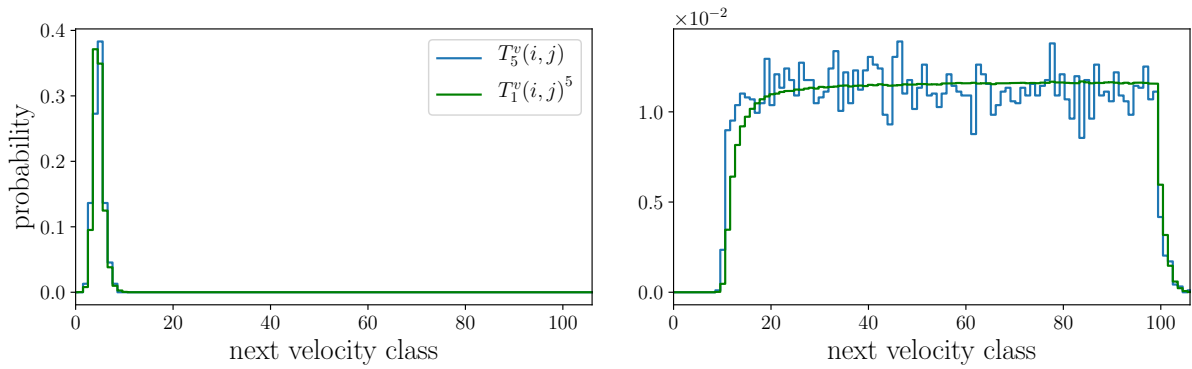 0.4
0.3
0.2
0.1
0.0
probability
0 20 40 60 80 100
next velocity class
T_5^v(i, j)
T_1^v(i, j)^5
×10^{-2}
1.0
0.5
0.0
0 20 40 60 80 100
next velocity class